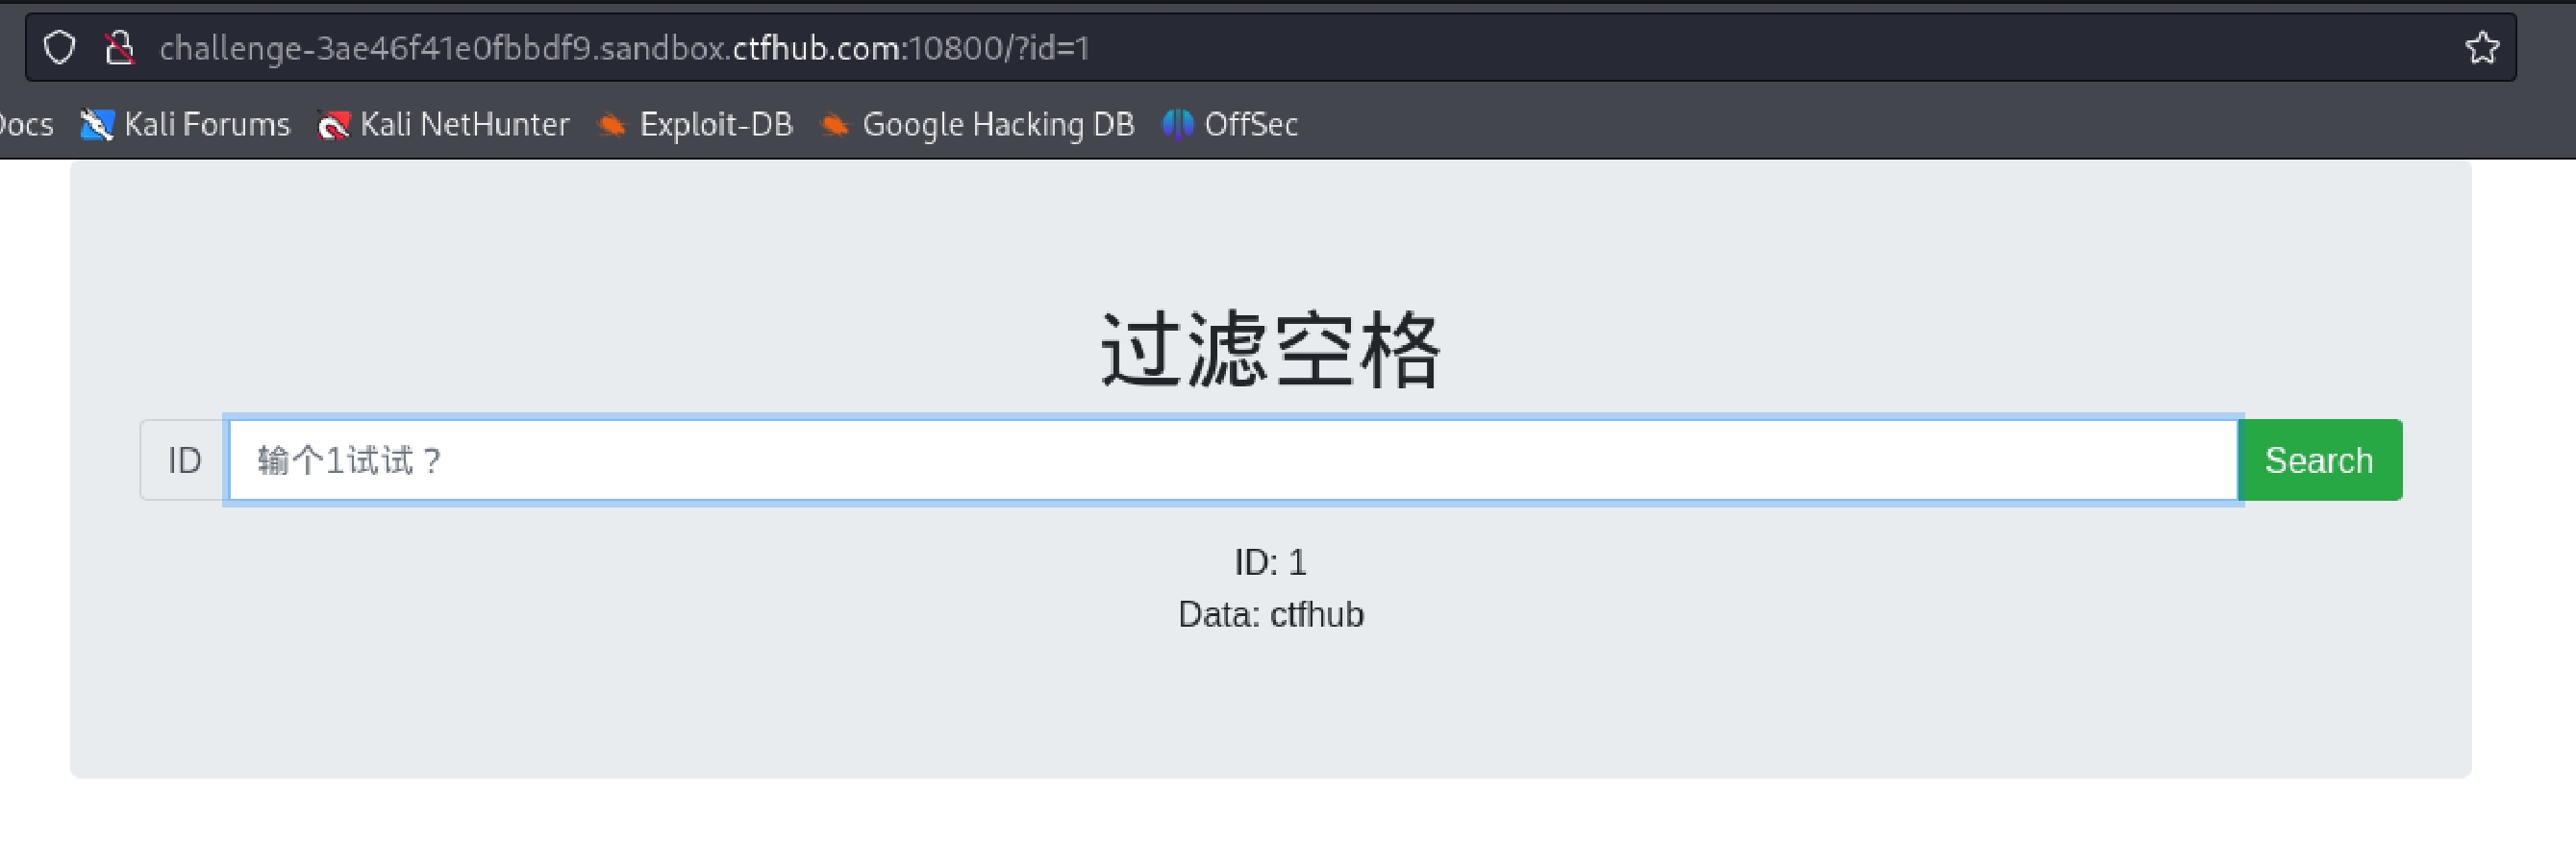 challenge-3ae46f41e0fbbdf9.sandbox.ctfhub.com:10800/?id=1
Docs Kali Forums Kali NetHunter Exploit-DB Google Hacking DB OffSec
过滤空格
ID 输个1试试？ Search
ID: 1
Data: ctfhub